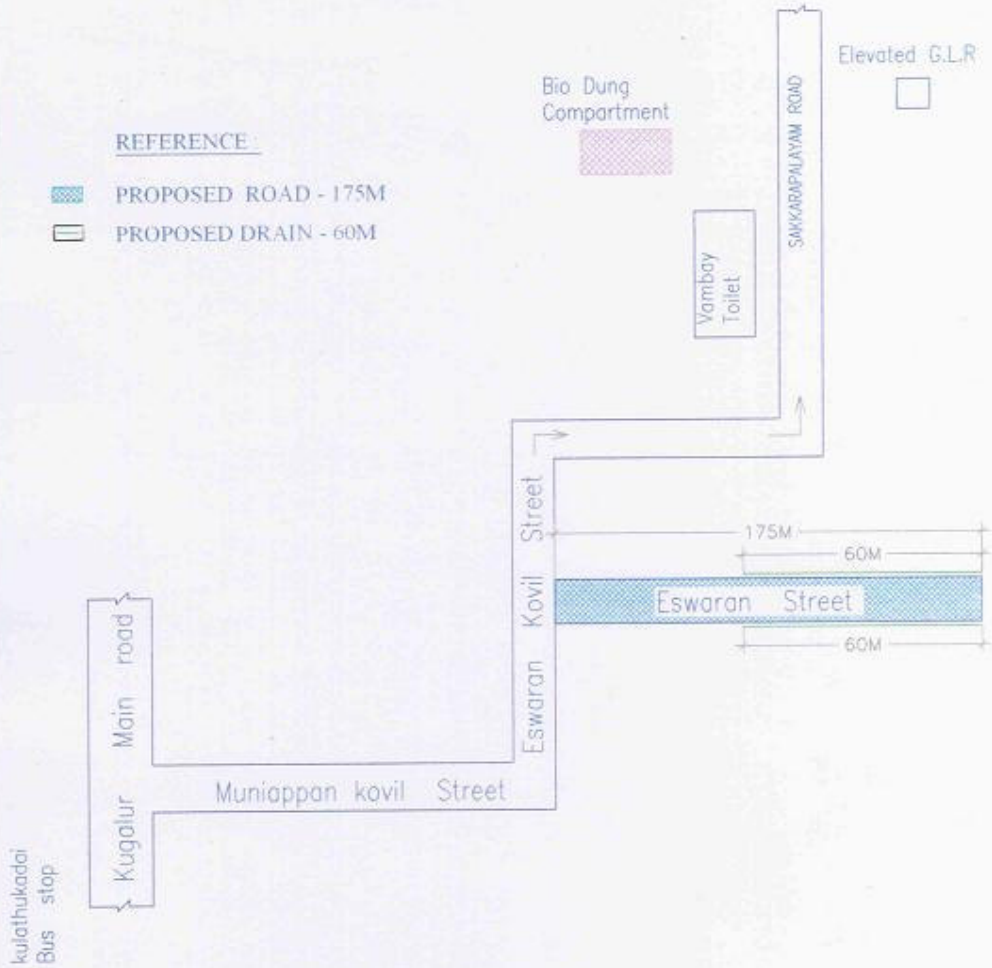 Elevated G.L.R
Bio Dung
Compartment
SAKKARAPALAYAM ROAD
REFERENCE :
PROPOSED ROAD - 175M
PROPOSED DRAIN - 60M
Vambay
Toilet
Eswaran Kovil Street
175M
60M
Eswaran Street
60M
Kugalur Main road
Muniappan kovil Street
kulathukadai
Bus stop